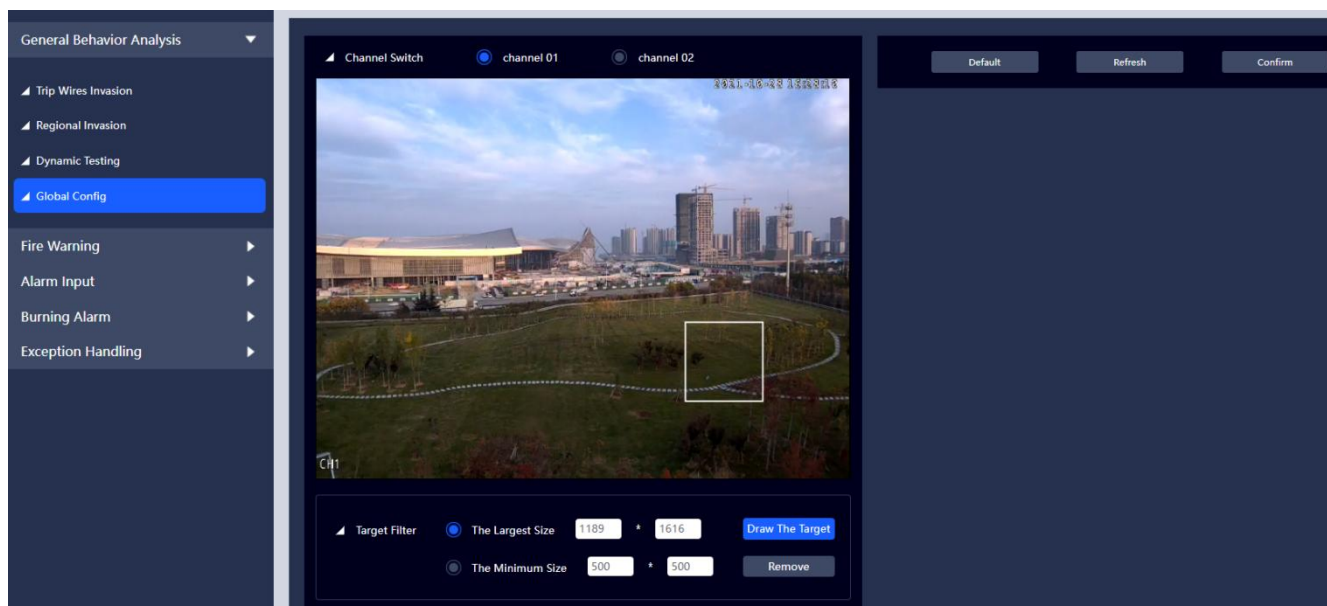 General Behavior Analysis
Trip Wires Invasion
Regional Invasion
Dynamic Testing
Global Config
Fire Warning
Alarm Input
Burning Alarm
Exception Handling
Channel Switch channel 01 channel 02
CH1
Target Filter The Largest Size 1189 * 1616 Draw The Target
The Minimum Size 500 * 500 Remove
Default Refresh Confirm